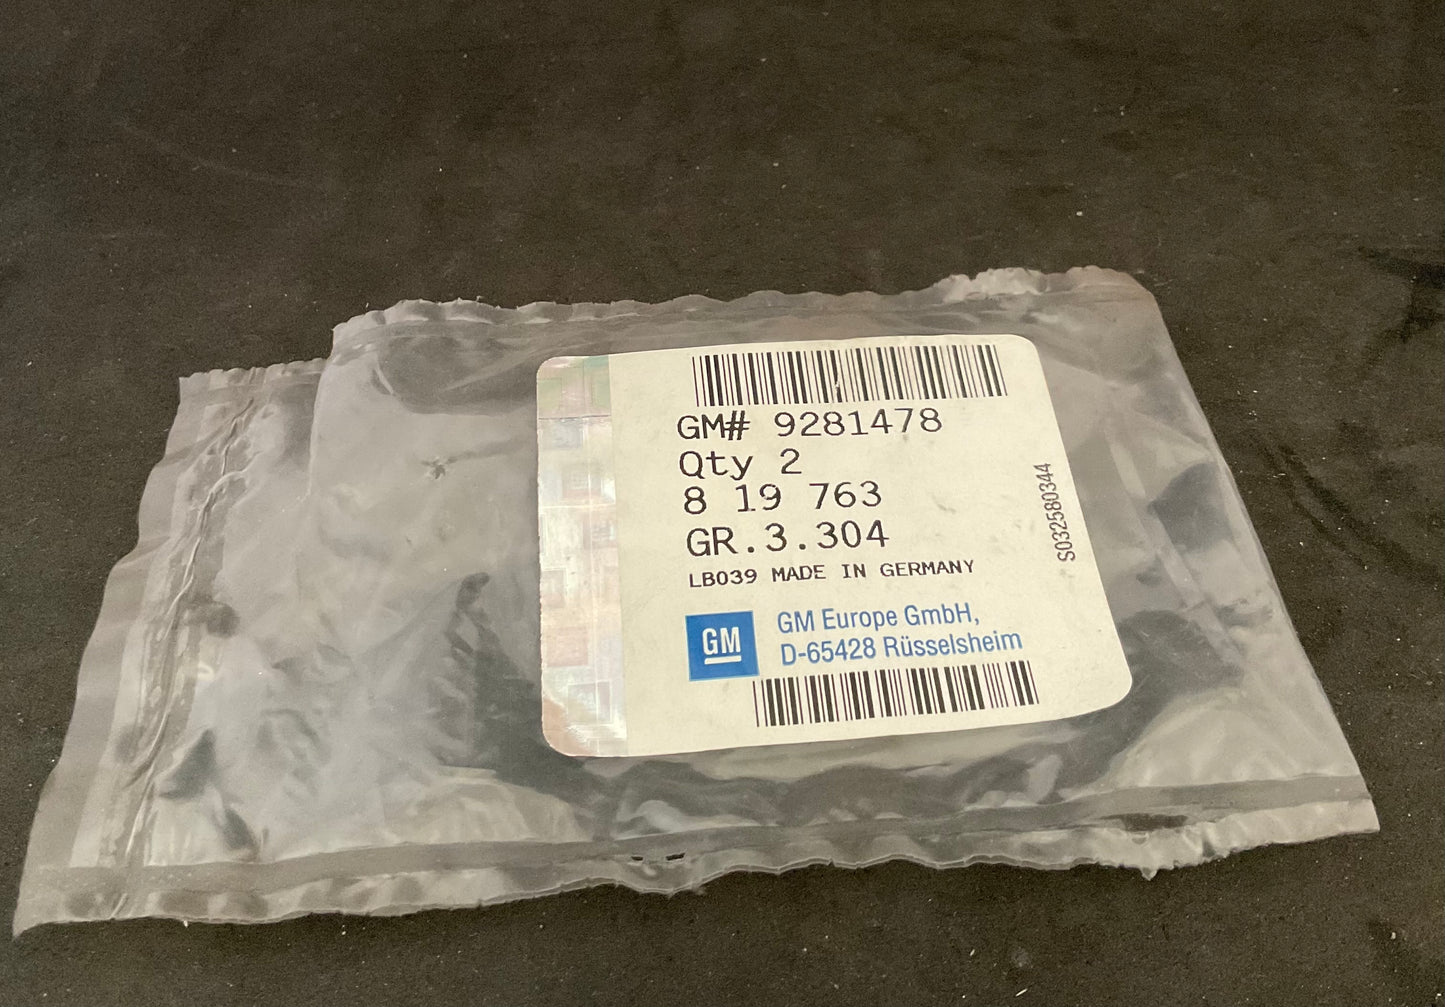 GM# 9281478
Qty 2
8 19 763
GR.3.304
LB039 MADE IN GERMANY
GM
GM Europe GmbH,
D-65428 Rüsselsheim
S032580344